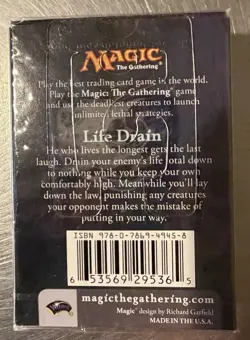 MAGIC
The Gathering
Play the best trading card game in the world.
Play the Magic: The Gathering game
and use the deadliest creatures to launch
unlimited, lethal strategies.
Life Drain
He who lives the longest gets the last
laugh. Drain your enemy's life total down
to nothing while you keep your own
comfortably high. Meanwhile you'll lay
down the law, punishing any creatures
your opponent makes the mistake of
putting in your way.
ISBN 978-0-7869-4945-8
6 53569 29536 5
magicthegathering.com
Magic design by Richard Garfield
MADE IN THE U.S.A.